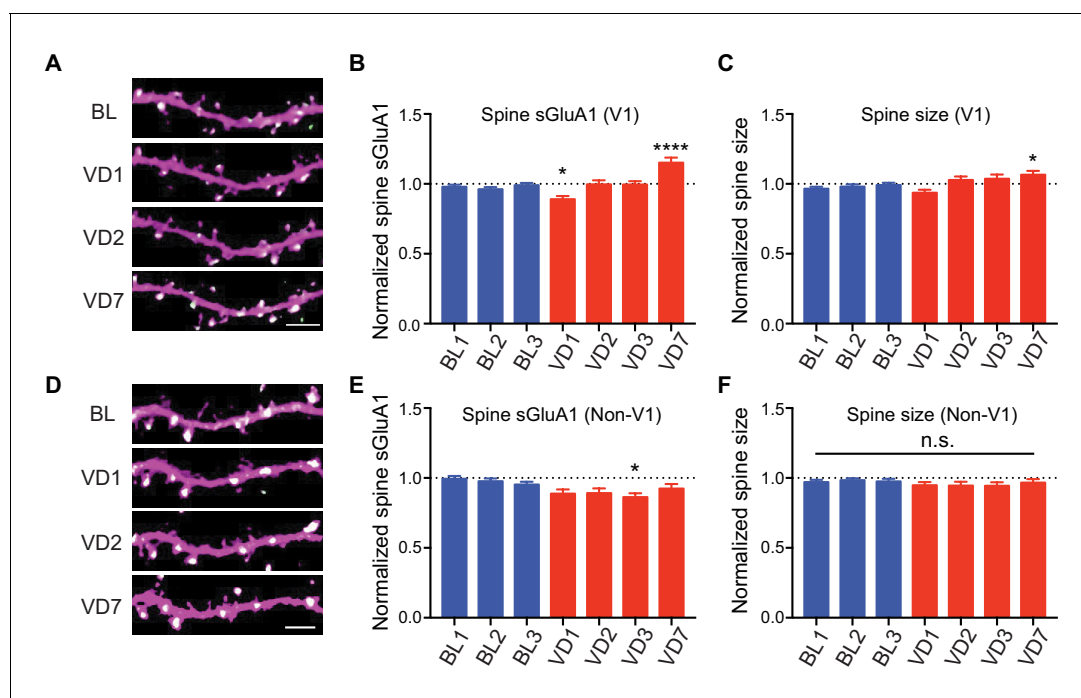 A
BL
VD1
VD2
VD7
B
Spine sGluA1 (V1)
Normalized spine sGluA1
1.5
1.0
0.5
0.0
*
****
BL1
BL2
BL3
VD1
VD2
VD3
VD7
C
Spine size (V1)
Normalized spine size
1.5
1.0
0.5
0.0
*
BL1
BL2
BL3
VD1
VD2
VD3
VD7
D
BL
VD1
VD2
VD7
E
Spine sGluA1 (Non-V1)
Normalized spine sGluA1
1.5
1.0
0.5
0.0
*
BL1
BL2
BL3
VD1
VD2
VD3
VD7
F
Spine size (Non-V1)
n.s.
Normalized spine size
1.5
1.0
0.5
0.0
BL1
BL2
BL3
VD1
VD2
VD3
VD7